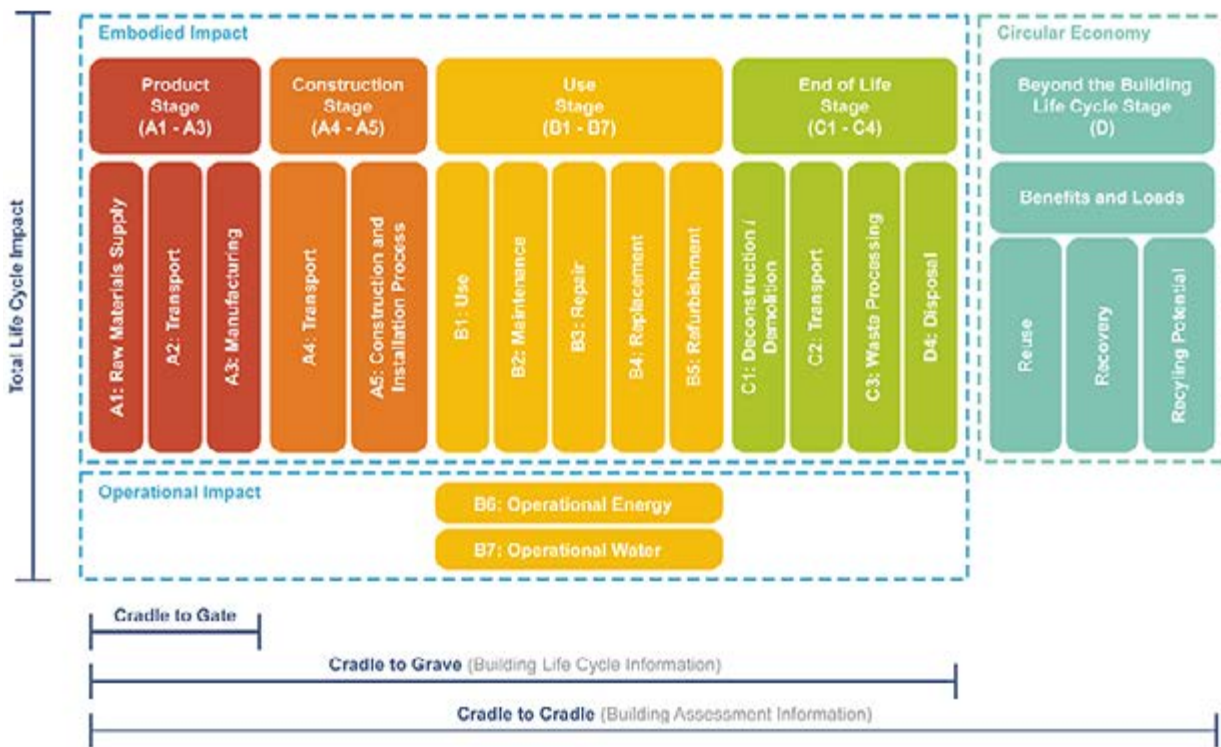 Total Life Cycle Impact
Embodied Impact
Circular Economy
Product
Stage
(A1 - A3)
Construction
Stage
(A4 - A5)
Use
Stage
(B1 - B7)
End of Life
Stage
(C1 - C4)
Beyond the Building
Life Cycle Stage
(D)
A1: Raw Materials Supply
A2: Transport
A3: Manufacturing
A4: Transport
A5: Construction and
Installation Process
B1: Use
B2: Maintenance
B3: Repair
B4: Replacement
B5: Refurbishment
C1: Deconstruction /
Demolition
C2: Transport
C3: Waste Processing
D4: Disposal
Benefits and Loads
Reuse
Recovery
Recylling Potential
Operational Impact
B6: Operational Energy
B7: Operational Water
Cradle to Gate
Cradle to Grave (Building Life Cycle Information)
Cradle to Cradle (Building Assessment Information)